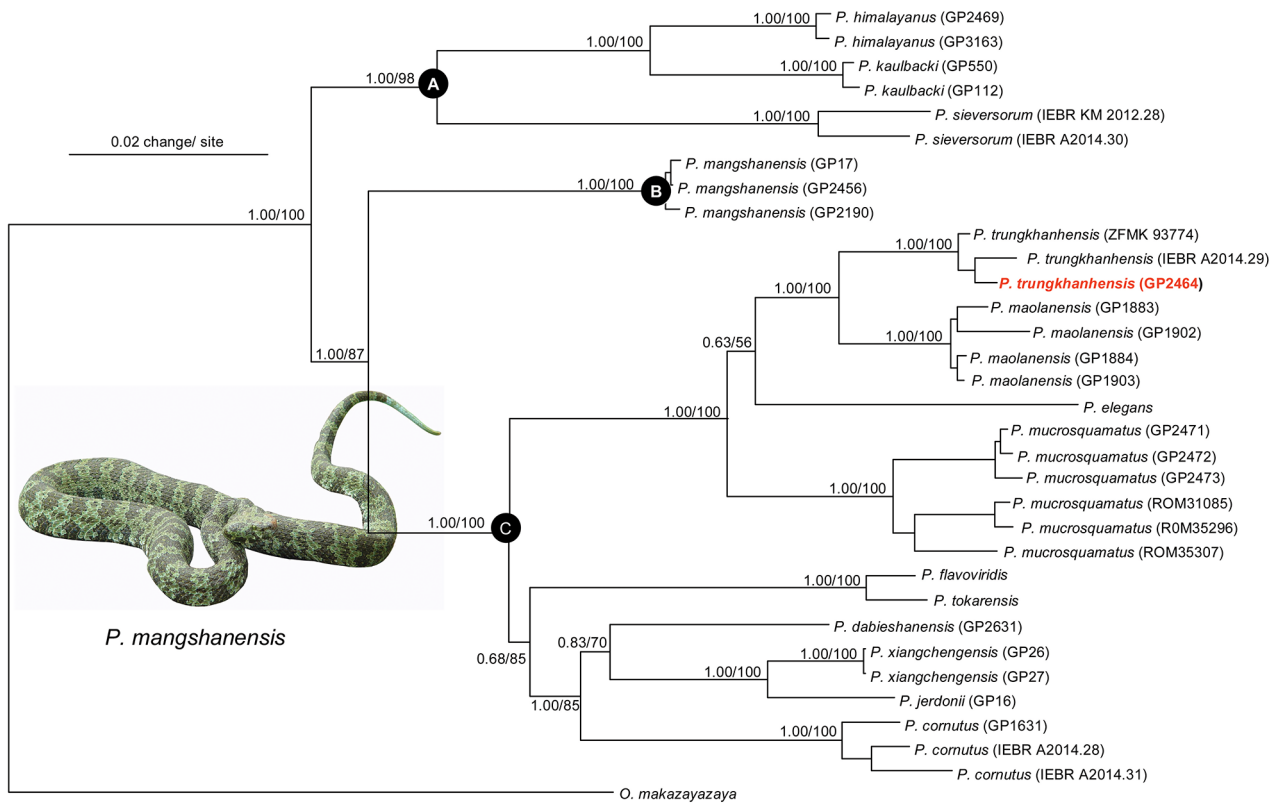 1.00/100
P. himalayanus (GP2469)
1.00/100
P. himalayanus (GP3163)
1.00/100
P. kaulbacki (GP550)
1.00/98
A
P. kaulbacki (GP112)
1.00/100
P. sieversorum (IEBR KM 2012.28)
0.02 change/ site
P. sieversorum (IEBR A2014.30)
P. mangshanensis (GP17)
1.00/100
B
P. mangshanensis (GP2456)
P. mangshanensis (GP2190)
1.00/100
P. trungkhanhensis (ZFMK 93774)
1.00/100
P. trungkhanhensis (IEBR A2014.29)
P. trungkhanhensis (GP2464)
1.00/100
P. maolanensis (GP1883)
P. maolanensis (GP1902)
1.00/100
0.63/56
1.00/87
P. maolanensis (GP1884)
P. maolanensis (GP1903)
P. elegans
1.00/100
P. mucrosquamatus (GP2471)
P. mucrosquamatus (GP2472)
P. mucrosquamatus (GP2473)
1.00/100
P. mucrosquamatus (ROM31085)
1.00/100
C
P. mucrosquamatus (R0M35296)
P. mucrosquamatus (ROM35307)
P. flavoviridis
1.00/100
P. tokarensis
P. mangshanensis
P. dabieshanensis (GP2631)
0.83/70
P. xiangchengensis (GP26)
1.00/100
0.68/85
P. xiangchengensis (GP27)
1.00/100
P. jerdonii (GP16)
1.00/85
P. cornutus (GP1631)
1.00/100
P. cornutus (IEBR A2014.28)
P. cornutus (IEBR A2014.31)
O. makazayazaya